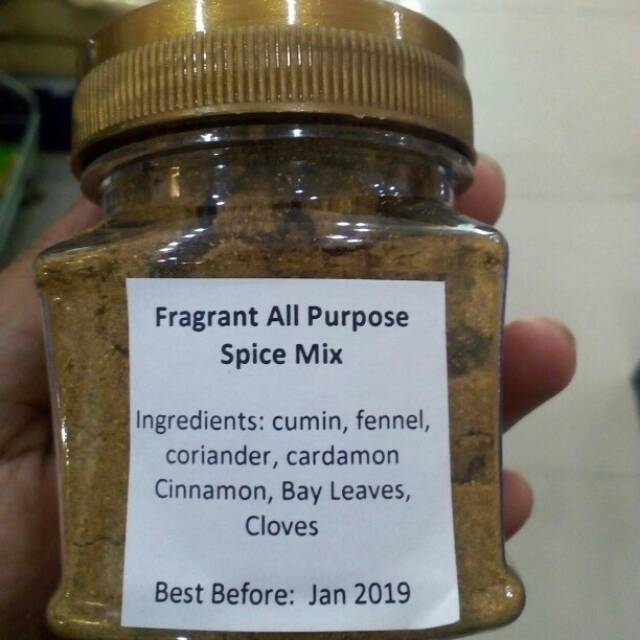 Fragrant All Purpose
Spice Mix
Ingredients: cumin, fennel,
coriander, cardamon
Cinnamon, Bay Leaves,
Cloves
Best Before: Jan 2019